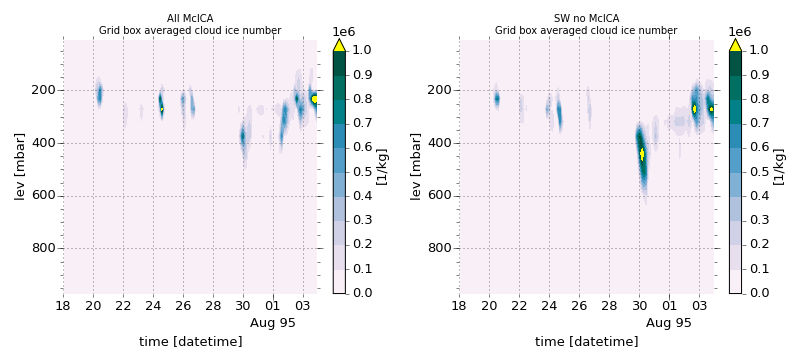 All McICA
Grid box averaged cloud ice number
1e6
1.0
0.9
0.8
0.7
0.6
0.5
0.4
0.3
0.2
0.1
0.0
[1/kg]
lev [mbar]
200
400
600
800
18 20 22 24 26 28 30 01 03
Aug 95
time [datetime]
SW no McICA
Grid box averaged cloud ice number
1e6
1.0
0.9
0.8
0.7
0.6
0.5
0.4
0.3
0.2
0.1
0.0
[1/kg]
lev [mbar]
200
400
600
800
18 20 22 24 26 28 30 01 03
Aug 95
time [datetime]